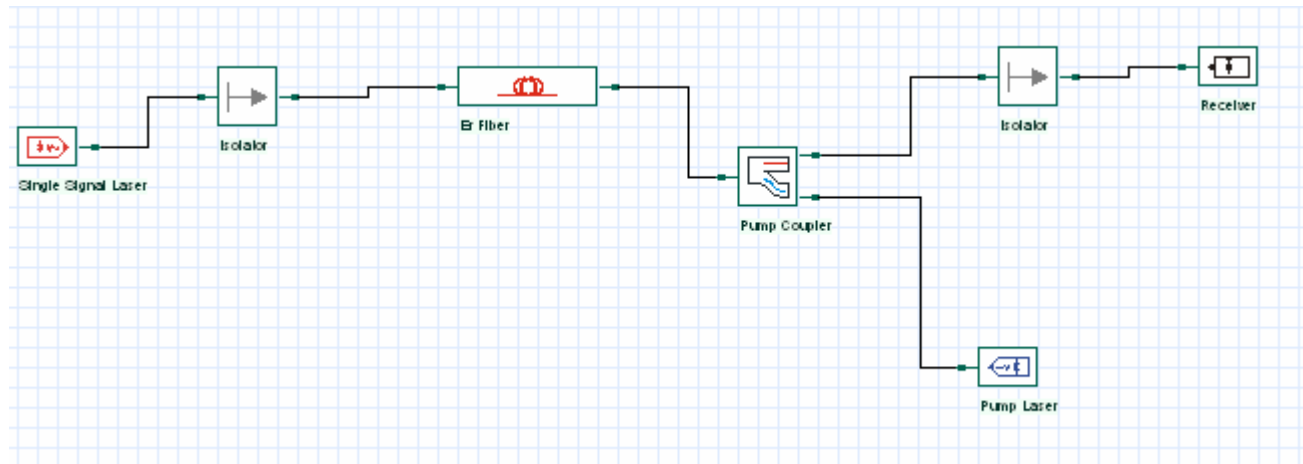 Single Signal Laser
Isolator
Er Fiber
Pump Coupler
Isolator
Receiver
Pump Laser